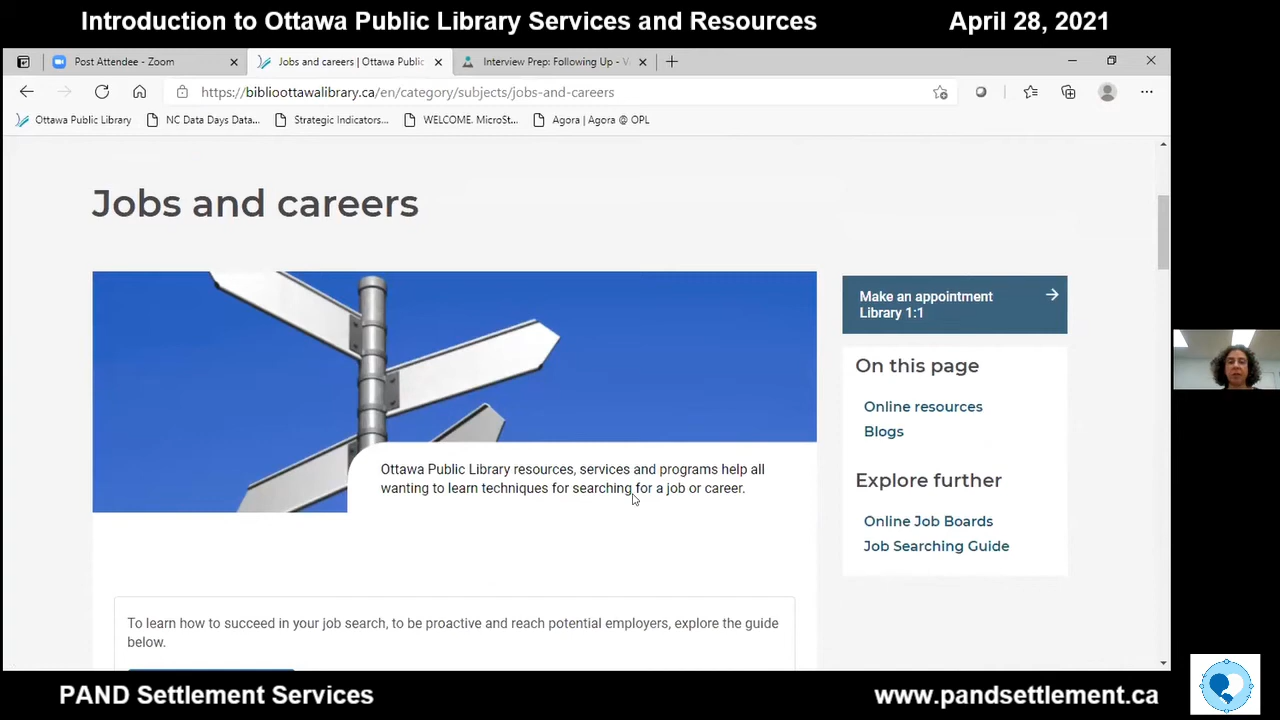 Introduction to Ottawa Public Library Services and Resources April 28, 2021
Post Attendee - Zoom
Jobs and careers | Ottawa Public
Interview Prep: Following Up - V
https://biblioottawalibrary.ca/en/category/subjects/jobs-and-careers
Ottawa Public Library
NC Data Days Data...
Strategic Indicators...
WELCOME. MicroSt...
Agora | Agora @ OPL
Jobs and careers
Ottawa Public Library resources, services and programs help all
wanting to learn techniques for searching for a job or career.
To learn how to succeed in your job search, to be proactive and reach potential employers, explore the guide
below.
Make an appointment
Library 1:1
On this page
Online resources
Blogs
Explore further
Online Job Boards
Job Searching Guide
PAND Settlement Services
www.pandsettlement.ca